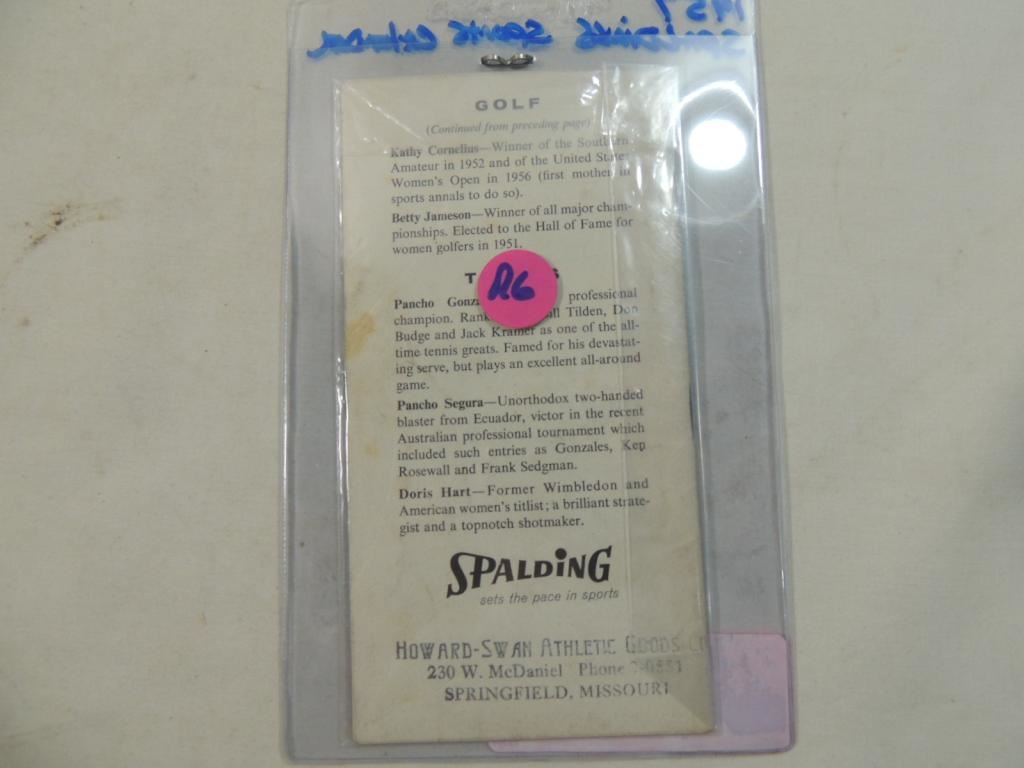 1957
SPALDING SPORTS CALENDAR
GOLF
(Continued from preceding page)
Kathy Cornelius—Winner of the Southern
Amateur in 1952 and of the United States
Women's Open in 1956 (first mother in
sports annals to do so).
Betty Jameson—Winner of all major cham-
pionships. Elected to the Hall of Fame for
women golfers in 1951.
T S
A6
Pancho Gonz professional
champion. Rank ll Tilden, Don
Budge and Jack Kramer as one of the all-
time tennis greats. Famed for his devastat-
ing serve, but plays an excellent all-around
game.
Pancho Segura—Unorthodox two-handed
blaster from Ecuador, victor in the recent
Australian professional tournament which
included such entries as Gonzales, Ken
Rosewall and Frank Sedgman.
Doris Hart—Former Wimbledon and
American women's titlist; a brilliant strate-
gist and a topnotch shotmaker.
SPALDING
sets the pace in sports
HOWARD-SWAN ATHLETIC GOODS
230 W. McDaniel Phone
SPRINGFIELD, MISSOURI